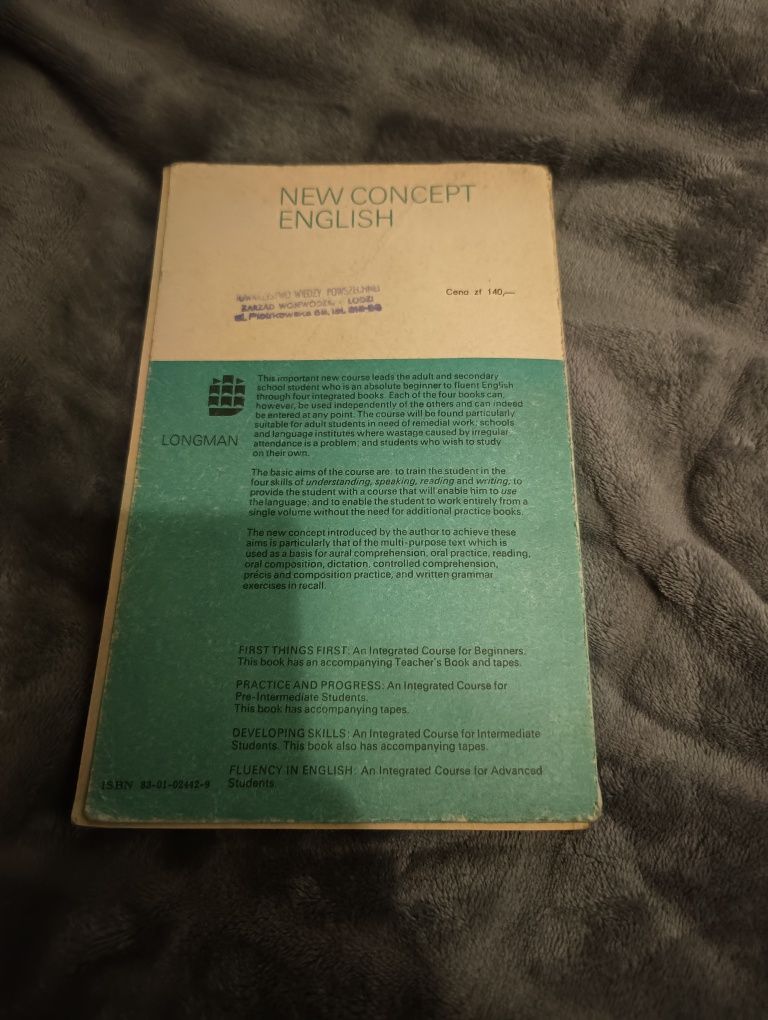 NEW CONCEPT
ENGLISH
TOWARZYSTWO WIEDZY POWSZECHNEJ
ZARZĄD WOJEWÓDZKI - ŁÓDŹ
ul. Piotrkowska
Cena zł 140,—
This important new course leads the adult and secondary
school student who is an absolute beginner to fluent English
through four integrated books. Each of the four books can,
however, be used independently of the others and can indeed
be entered at any point. The course will be found particularly
suitable for adult students in need of remedial work; schools
and language institutes where wastage caused by irregular
attendance is a problem; and students who wish to study
on their own.
LONGMAN
The basic aims of the course are: to train the student in the
four skills of understanding, speaking, reading and writing; to
provide the student with a course that will enable him to use
the language; and to enable the student to work entirely from a
single volume without the need for additional practice books.
The new concept introduced by the author to achieve these
aims is particularly that of the multi-purpose text which is
used as a basis for aural comprehension, oral practice, reading,
oral composition, dictation, controlled comprehension,
précis and composition practice, and written grammar
exercises in recall.
FIRST THINGS FIRST: An Integrated Course for Beginners.
This book has an accompanying Teacher's Book and tapes.
PRACTICE AND PROGRESS: An Integrated Course for
Pre-Intermediate Students.
This book has accompanying tapes.
DEVELOPING SKILLS: An Integrated Course for Intermediate
Students. This book also has accompanying tapes.
FLUENCY IN ENGLISH: An Integrated Course for Advanced
Students.
ISBN 83-01-02442-9